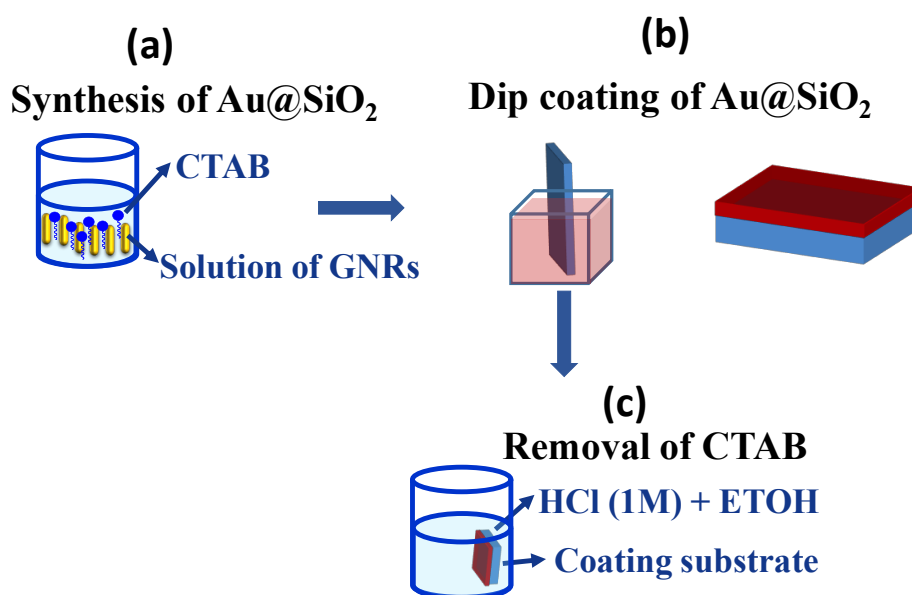 (a)
Synthesis of Au@SiO₂
CTAB
Solution of GNRs
(b)
Dip coating of Au@SiO₂
(c)
Removal of CTAB
HCl (1M) + ETOH
Coating substrate